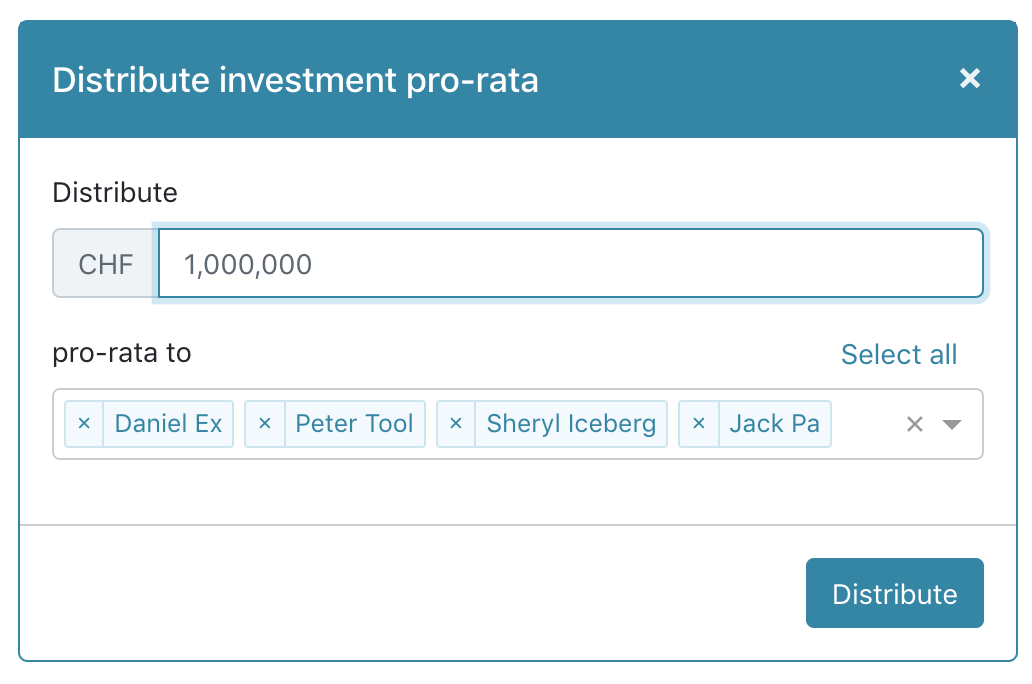 Distribute investment pro-rata ×
Distribute
CHF 1,000,000
pro-rata to Select all
× Daniel Ex × Peter Tool × Sheryl Iceberg × Jack Pa ×
Distribute